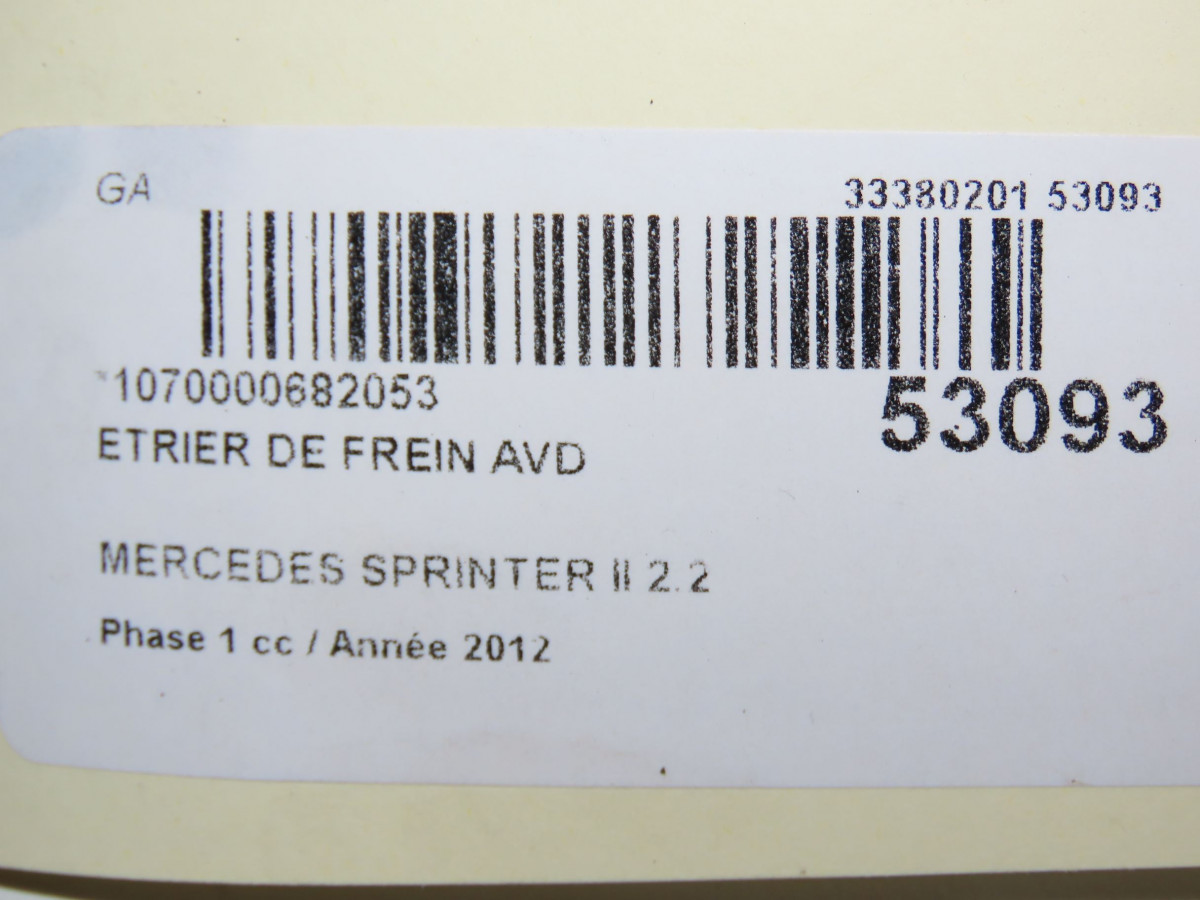 GA
33380201 53093
1070000682053
53093
ETRIER DE FREIN AVD
MERCEDES SPRINTER II 2.2
Phase 1 cc / Année 2012